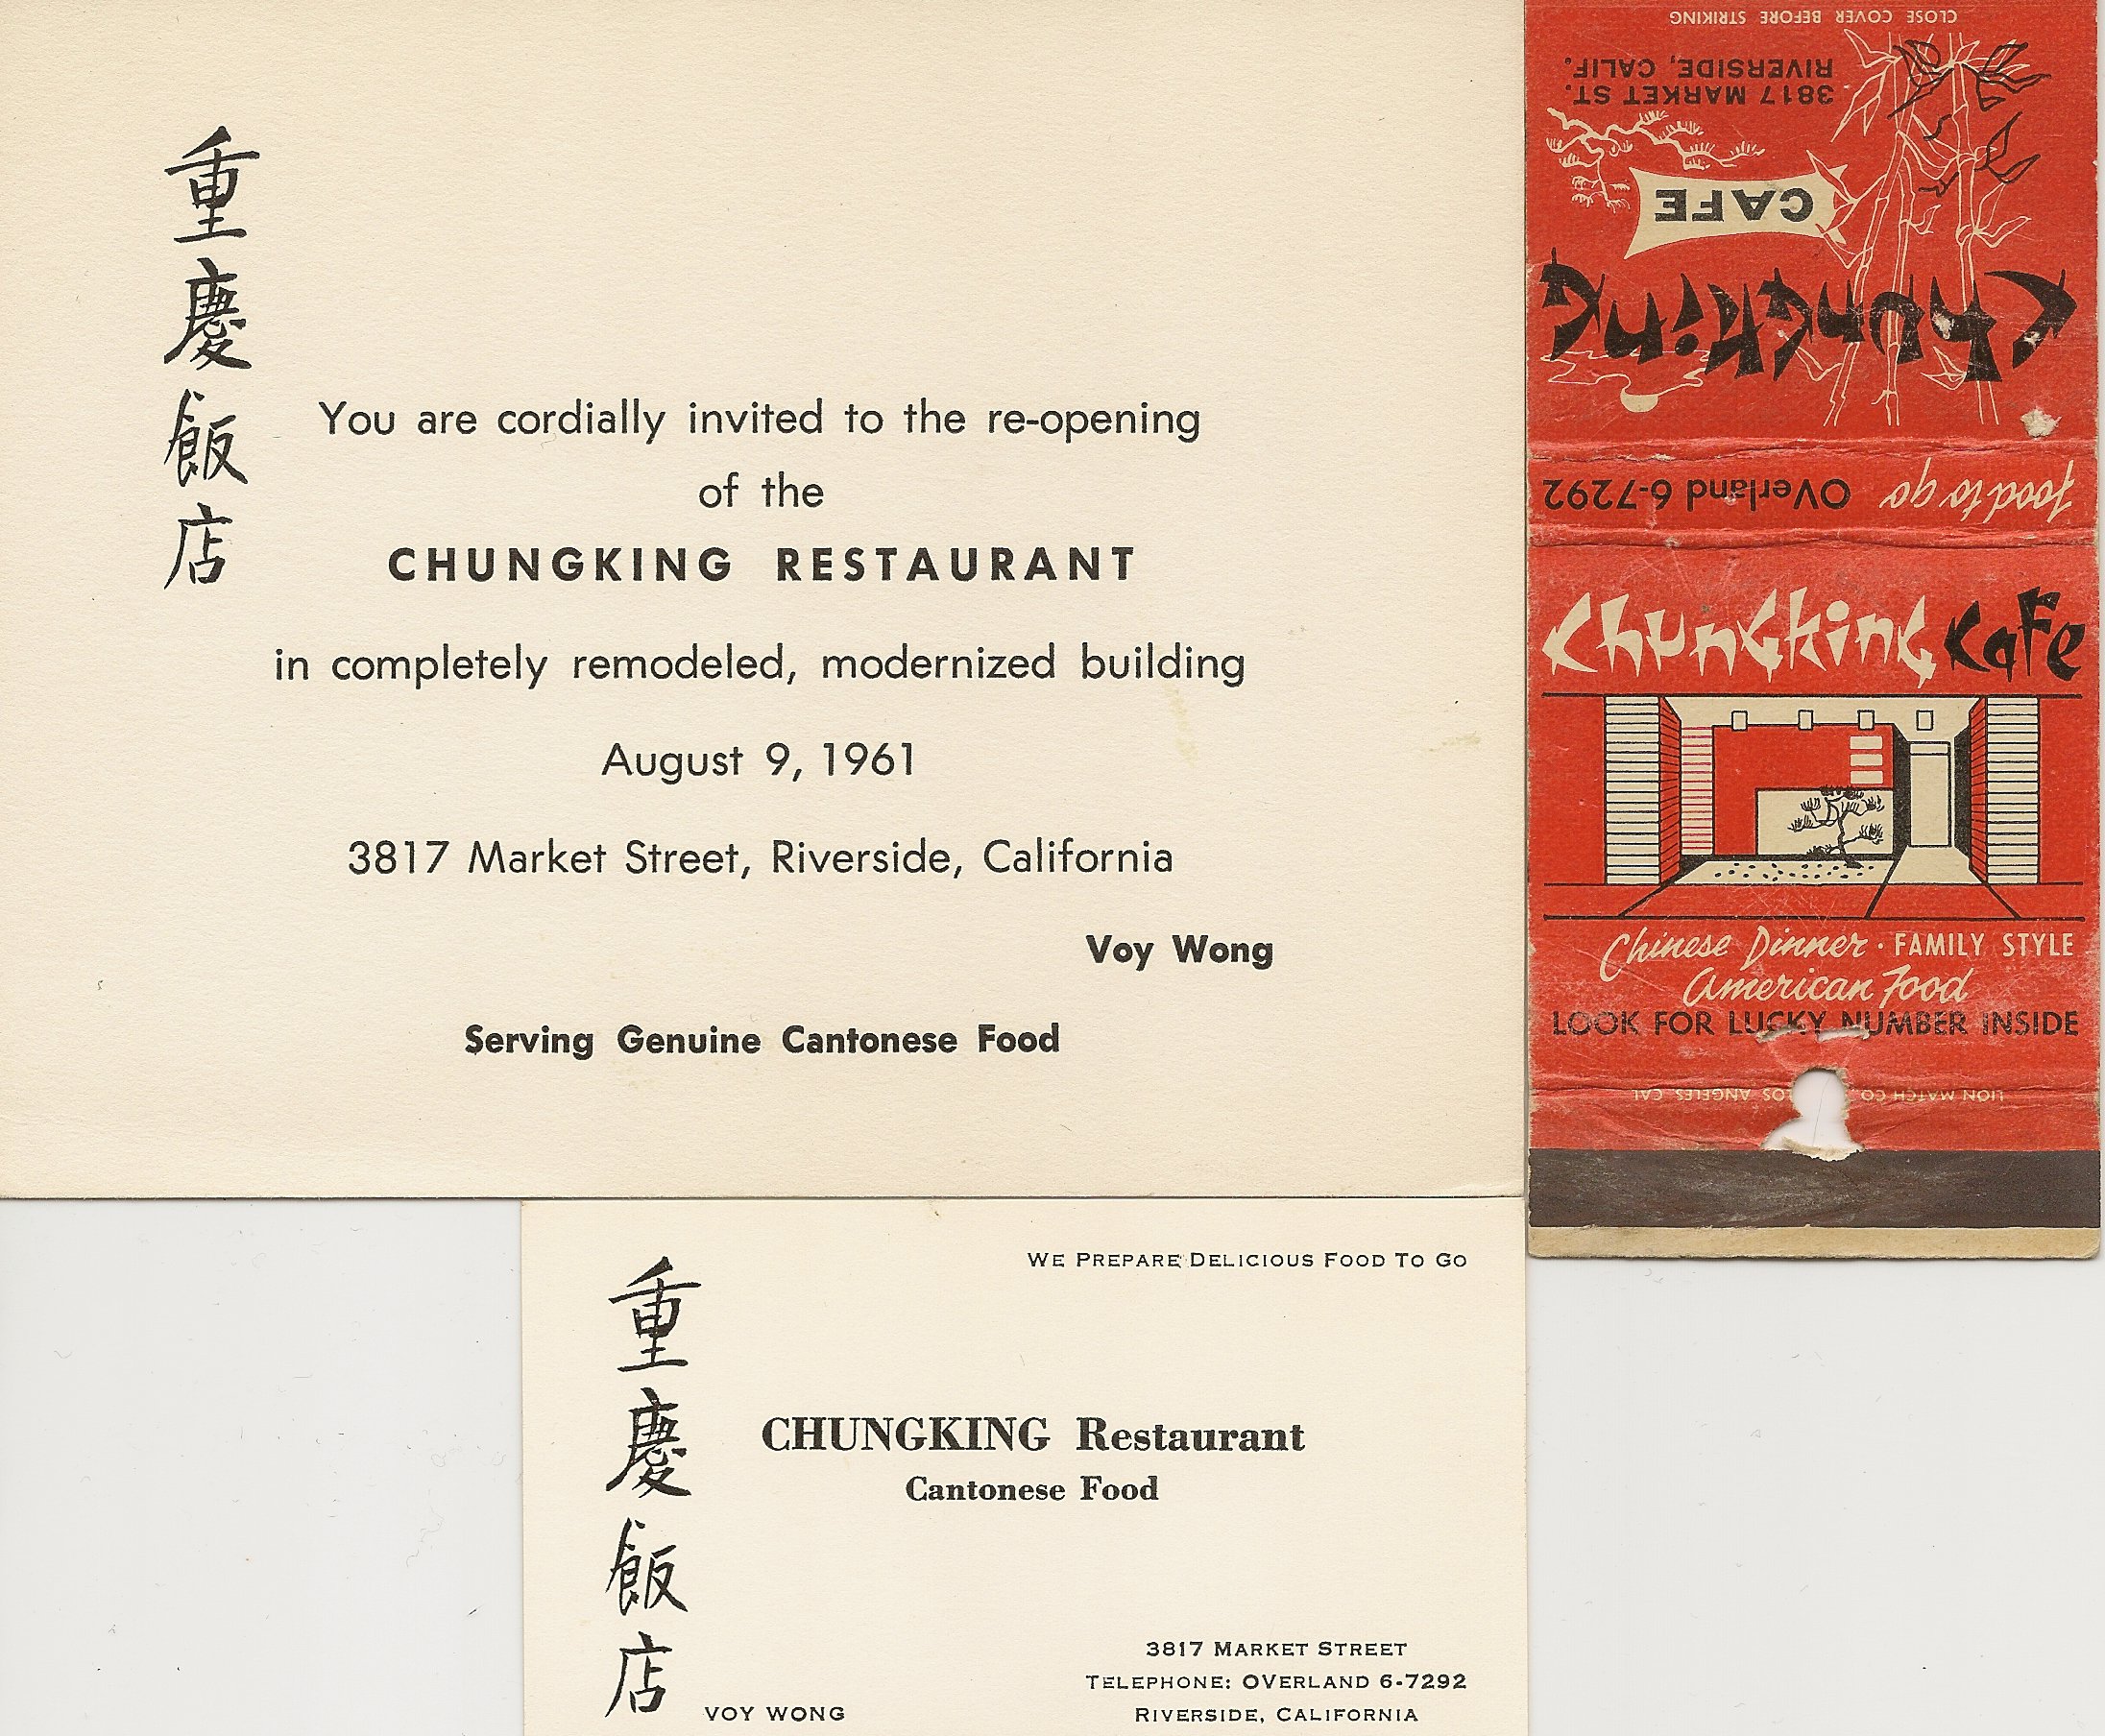 重慶飯店
You are cordially invited to the re-opening
of the
CHUNGKING RESTAURANT
in completely remodeled, modernized building
August 9, 1961
3817 Market Street, Riverside, California
Voy Wong
Serving Genuine Cantonese Food
CLOSE COVER BEFORE STRIKING
3817 MARKET ST.
RIVERSIDE, CALIF.
CAFE
ChungKing
food to go OVerland 6-7292
ChungKing CaFe
Chinese Dinner · FAMILY STYLE
American Food
LOOK FOR LUCKY NUMBER INSIDE
LION MATCH CO LOS ANGELES CAL
重慶飯店
WE PREPARE DELICIOUS FOOD TO GO
CHUNGKING Restaurant
Cantonese Food
VOY WONG
3817 MARKET STREET
TELEPHONE: OVERLAND 6-7292
RIVERSIDE, CALIFORNIA